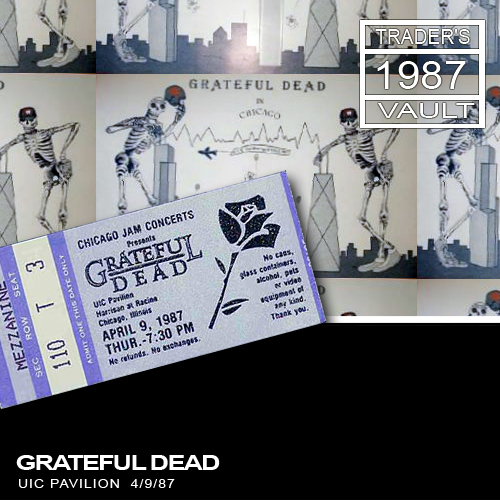 TRADER'S
1987
VAULT
GRATEFUL DEAD
IN
CHICAGO
CHICAGO JAM CONCERTS
Presents
GRATEFUL
DEAD
UIC Pavilion
Harrison at Racine
Chicago, Illinois
APRIL 9, 1987
THUR.-7:30 PM
No refunds. No exchanges.
No cans,
glass containers,
alcohol, pets
or video
equipment of
any kind.
Thank you.
MEZZANINE
SEC ROW SEAT
110 T 3
ADMIT ONE THIS DATE ONLY
GRATEFUL DEAD
UIC PAVILION 4/9/87